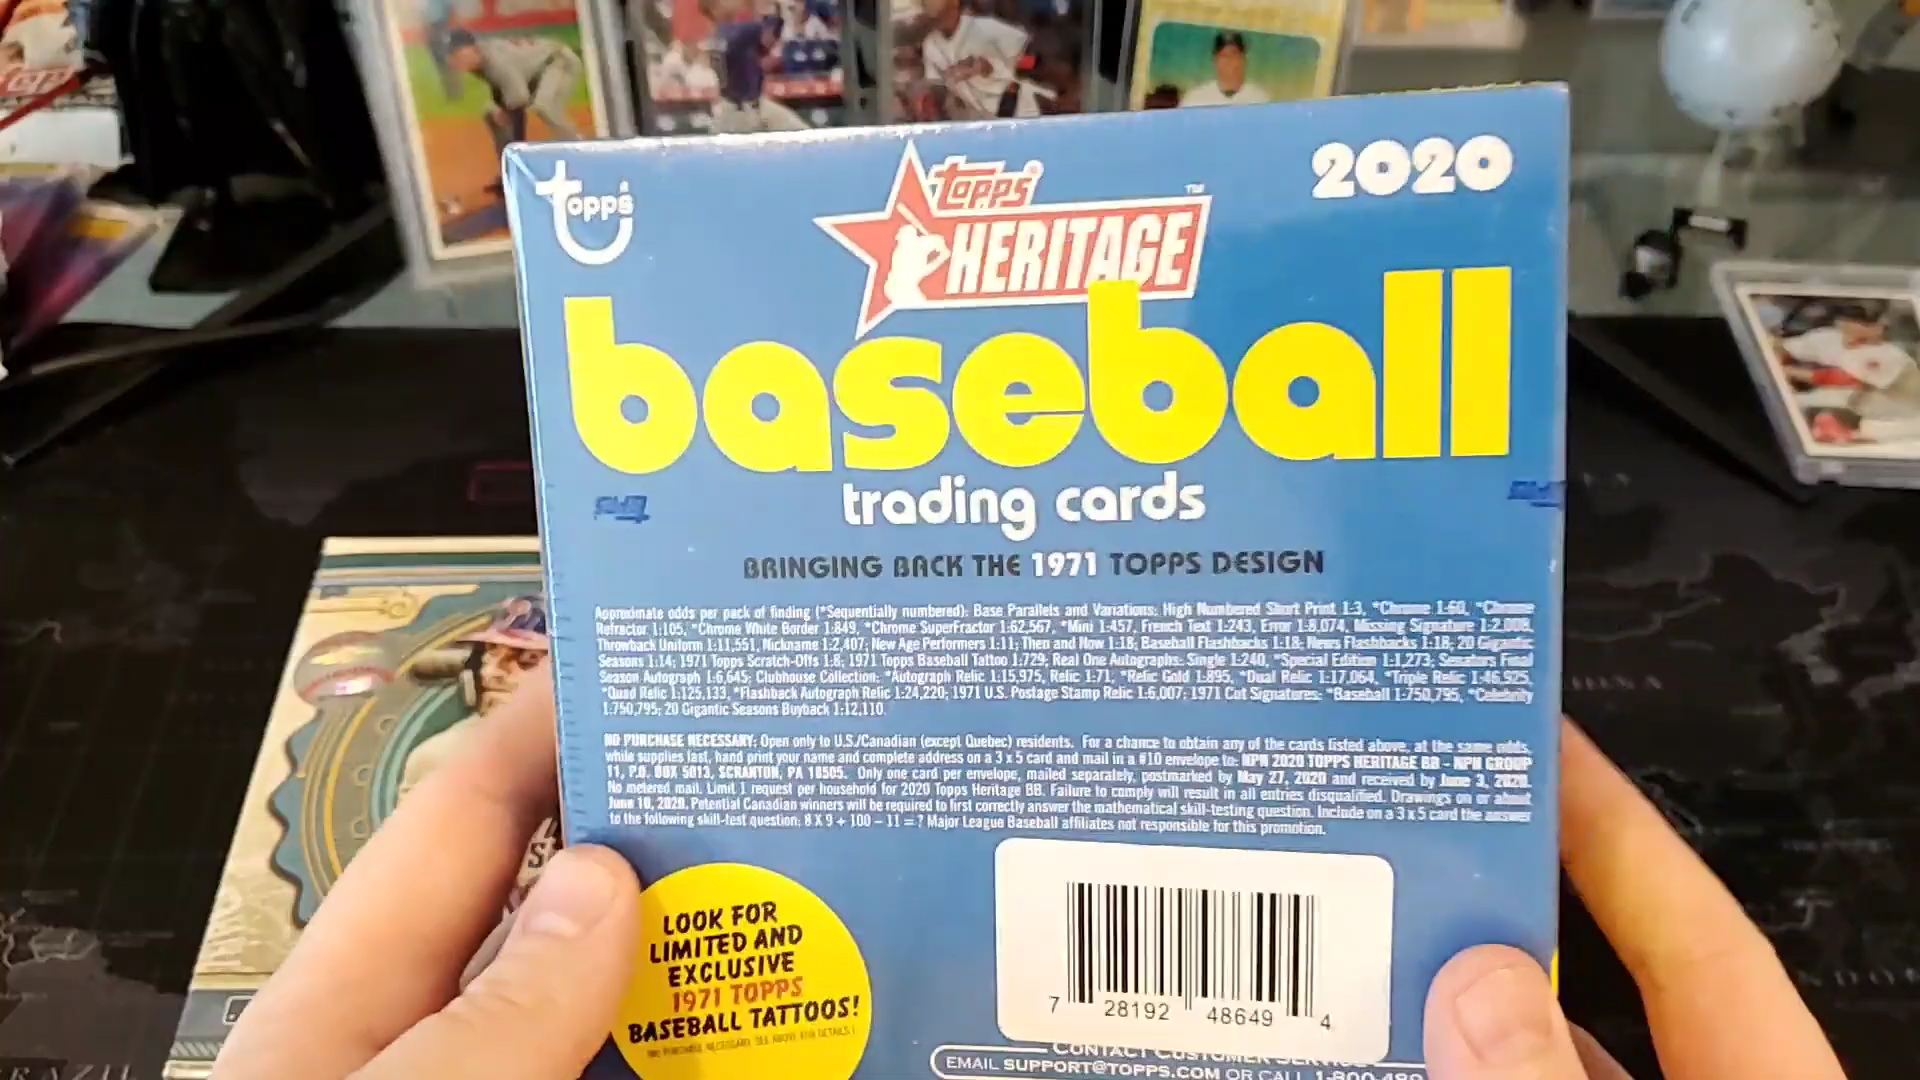 topps
topps
HERITAGE
TM
2020
baseball
trading cards
BRINGING BACK THE 1971 TOPPS DESIGN
Approximate odds per pack of finding (*Sequentially numbered): Base Parallels and Variations: High Numbered Short Print 1:3, *Chrome 1:60, *Chrome
Refractor 1:105, *Chrome White Border 1:849, *Chrome SuperFractor 1:62,567, *Mini 1:457, French Text 1:243, Error 1:8,074, Missing Signature 1:2,008,
Throwback Uniform 1:11,551, Nickname 1:2,407; New Age Performers 1:11; Then and Now 1:18; Baseball Flashbacks 1:18; News Flashbacks 1:18; 20 Gigantic
Seasons 1:14; 1971 Topps Scratch-Offs 1:8; 1971 Topps Baseball Tattoo 1:729; Real One Autographs: Single 1:240, *Special Edition 1:1,273; Senators Final
Season Autograph 1:6,645; Clubhouse Collection: *Autograph Relic 1:15,975, Relic 1:71, *Relic Gold 1:895, *Dual Relic 1:17,064, *Triple Relic 1:46,925,
*Quad Relic 1:125,133, *Flashback Autograph Relic 1:24,220; 1971 U.S. Postage Stamp Relic 1:6,007; 1971 Cut Signatures: *Baseball 1:750,795, *Celebrity
1:750,795; 20 Gigantic Seasons Buyback 1:12,110.
NO PURCHASE NECESSARY: Open only to U.S./Canadian (except Quebec) residents. For a chance to obtain any of the cards listed above, at the same odds,
while supplies last, hand print your name and complete address on a 3 x 5 card and mail in a #10 envelope to: NPN 2020 TOPPS HERITAGE BB - NPN GROUP
11, P.O. BOX 5013, SCRANTON, PA 18505. Only one card per envelope, mailed separately, postmarked by May 27, 2020 and received by June 3, 2020.
No metered mail. Limit 1 request per household for 2020 Topps Heritage BB. Failure to comply will result in all entries disqualified. Drawings on or about
June 10, 2020. Potential Canadian winners will be required to first correctly answer the mathematical skill-testing question. Include on a 3 x 5 card the answer
to the following skill-test question: 8 X 9 + 100 – 11 = ? Major League Baseball affiliates not responsible for this promotion.
LOOK FOR
LIMITED AND
EXCLUSIVE
1971 TOPPS
BASEBALL TATTOOS!
NO PURCHASE NECESSARY. SEE ABOVE FOR DETAILS.
7 28192 48649 4
CONTACT CUSTOMER
EMAIL SUPPORT@TOPPS.COM OR CALL 1-800-489